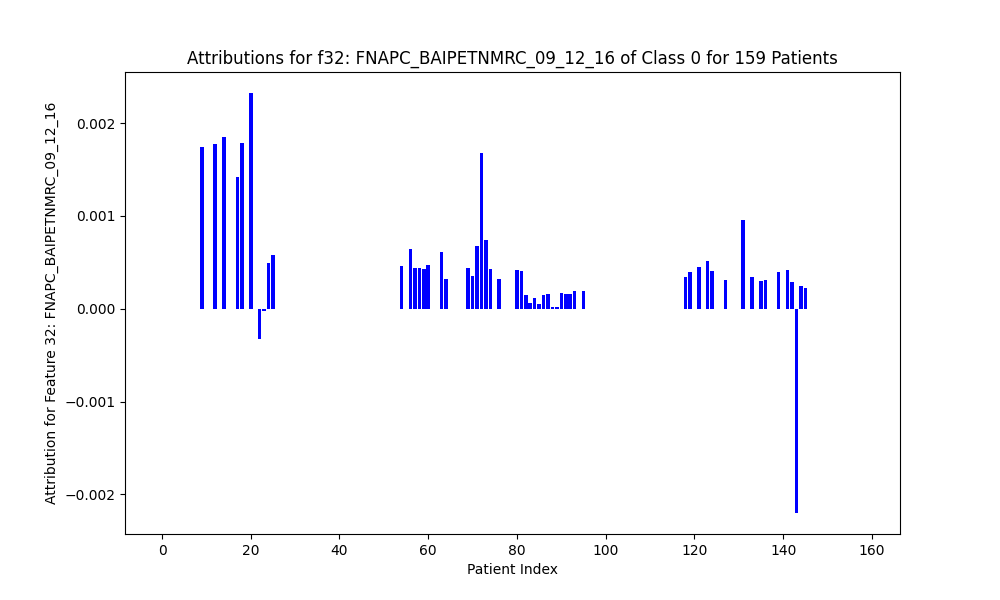 Attributions for f32: FNAPC_BAIPETNMRC_09_12_16 of Class 0 for 159 Patients
Attribution for Feature 32: FNAPC_BAIPETNMRC_09_12_16
0.002
0.001
0.000
−0.001
−0.002
0 20 40 60 80 100 120 140 160
Patient Index